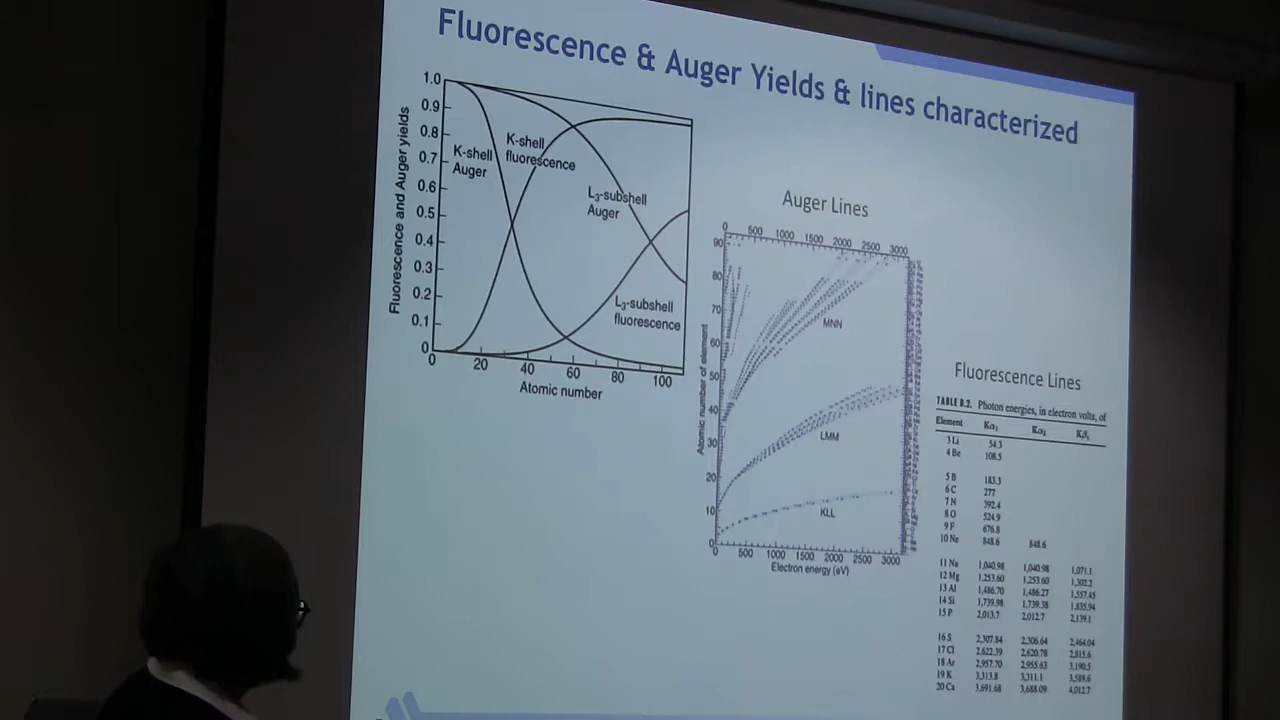 Fluorescence & Auger Yields & lines characterized
Fluorescence and Auger yields
1.0
0.9
0.8
0.7
0.6
0.5
0.4
0.3
0.2
0.1
0
K-shell
Auger
K-shell
fluorescence
L3-subshell
Auger
L3-subshell
fluorescence
0 20 40 60 80 100
Atomic number
Auger Lines
0 500 1000 1500 2000 2500 3000
Atomic number of element
90
80
70
60
50
40
30
20
10
0
MNN
LMM
KLL
0 500 1000 1500 2000 2500 3000
Electron energy (eV)
Fluorescence Lines
TABLE B.2. Photon energies, in electron volts, of
Element Kα1 Kα2 Kβ1
3 Li 54.3
4 Be 108.5
5 B 183.3
6 C 277
7 N 392.4
8 O 524.9
9 F 676.8
10 Ne 848.6 848.6
11 Na 1,040.98 1,040.98 1,071.1
12 Mg 1,253.60 1,253.60 1,302.2
13 Al 1,486.70 1,486.27 1,557.45
14 Si 1,739.98 1,739.38 1,835.94
15 P 2,013.7 2,012.7 2,139.1
16 S 2,307.84 2,306.64 2,464.04
17 Cl 2,622.39 2,620.78 2,815.6
18 Ar 2,957.70 2,955.63 3,190.5
19 K 3,313.8 3,311.1 3,589.6
20 Ca 3,691.68 3,688.09 4,012.7